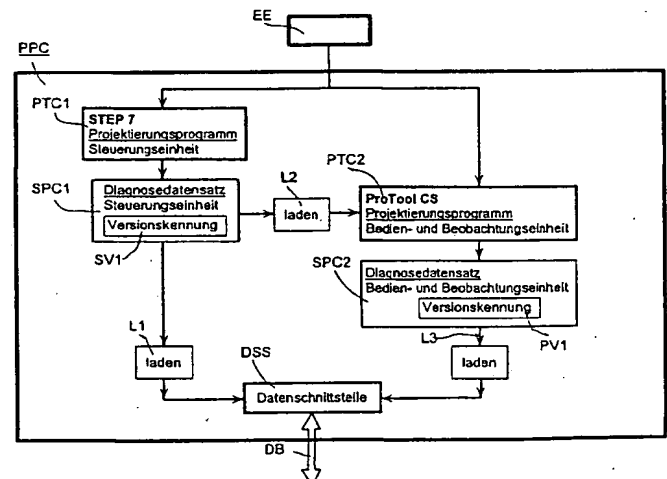 EE
PPC
PTC1
STEP 7
Projektierungsprogramm
Steuerungseinheit
PTC2
SPC1
Diagnosedatensatz
Steuerungseinheit
Versionskennung
SV1
L2
laden
ProTool CS
Projektierungsprogramm
Bedien- und Beobachtungseinheit
SPC2
Diagnosedatensatz
Bedien- und Beobachtungseinheit
Versionskennung
PV1
L1
laden
DSS
L3
laden
Datenschnittstelle
DB